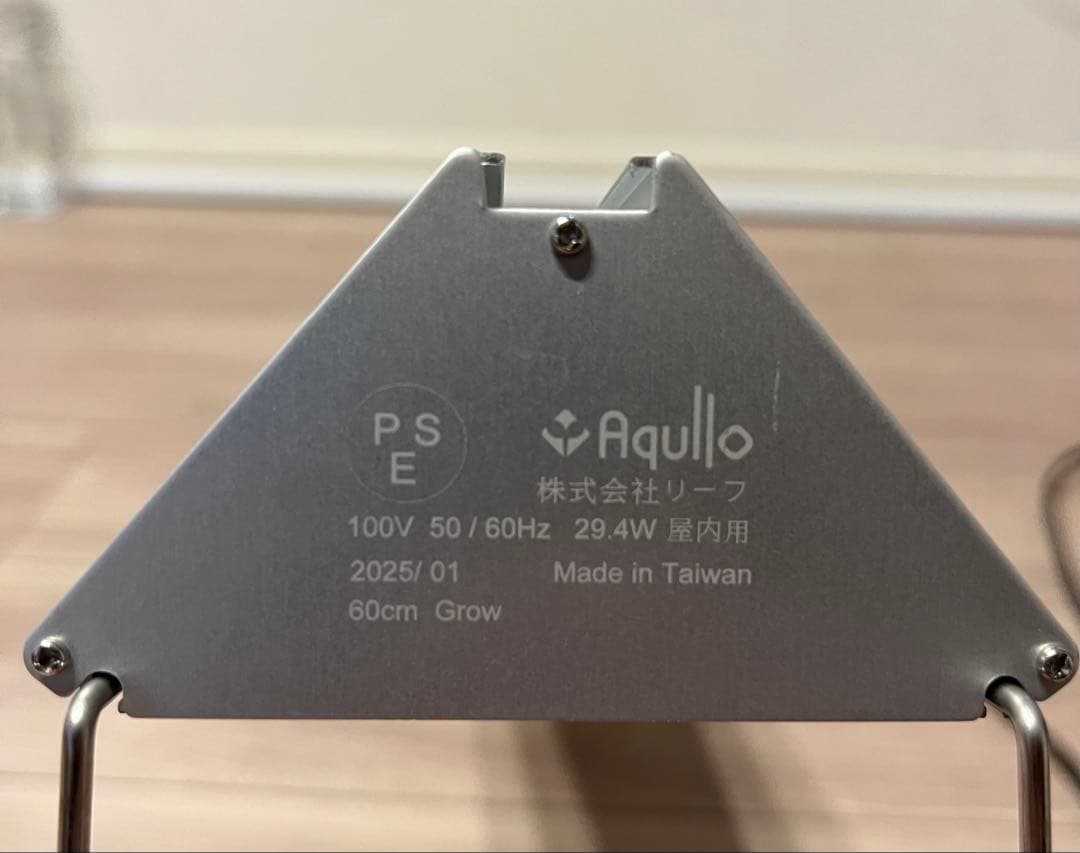 PSE
Aqullo
株式会社リーフ
100V 50 / 60Hz 29.4W 屋内用
2025/ 01 Made in Taiwan
60cm Grow